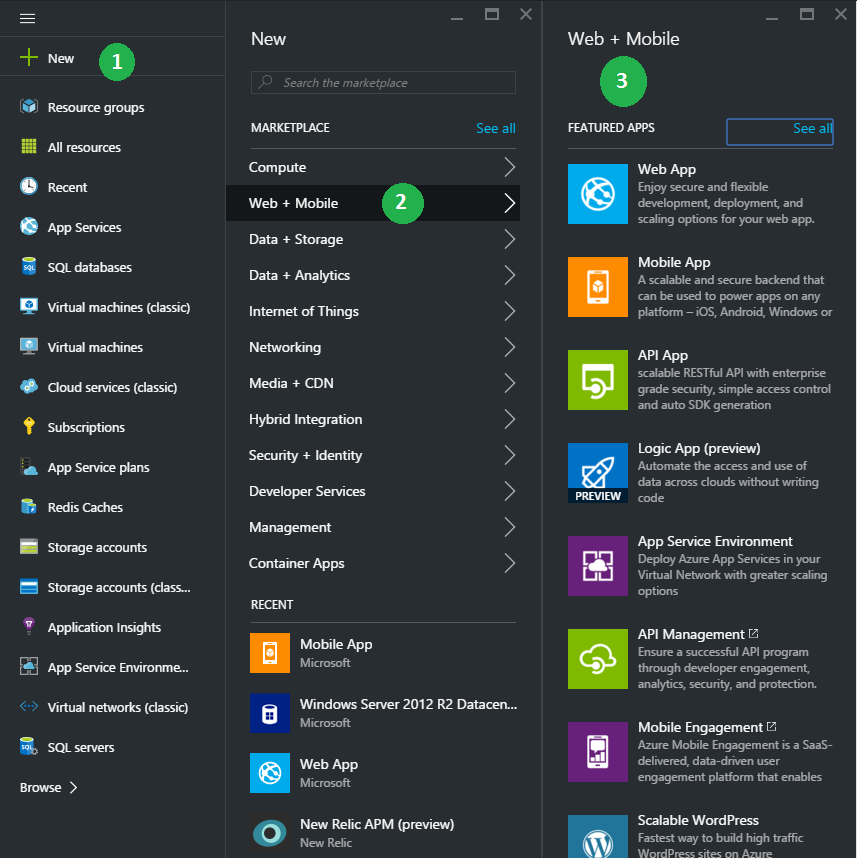 New
1
Resource groups
All resources
Recent
App Services
SQL databases
Virtual machines (classic)
Virtual machines
Cloud services (classic)
Subscriptions
App Service plans
Redis Caches
Storage accounts
Storage accounts (class...
Application Insights
App Service Environme...
Virtual networks (classic)
SQL servers
Browse
New
Search the marketplace
MARKETPLACE
See all
Compute
Web + Mobile
2
Data + Storage
Data + Analytics
Internet of Things
Networking
Media + CDN
Hybrid Integration
Security + Identity
Developer Services
Management
Container Apps
RECENT
Mobile App
Microsoft
Windows Server 2012 R2 Datacen...
Microsoft
Web App
Microsoft
New Relic APM (preview)
New Relic
Web + Mobile
3
FEATURED APPS
See all
Web App
Enjoy secure and flexible
development, deployment, and
scaling options for your web app.
Mobile App
A scalable and secure backend that
can be used to power apps on any
platform – iOS, Android, Windows or
API App
scalable RESTful API with enterprise
grade security, simple access control
and auto SDK generation
Logic App (preview)
Automate the access and use of
data across clouds without writing
code
PREVIEW
App Service Environment
Deploy Azure App Services in your
Virtual Network with greater scaling
options
API Management
Ensure a successful API program
through developer engagement,
analytics, security, and protection.
Mobile Engagement
Azure Mobile Engagement is a SaaS-
delivered, data-driven user
engagement platform that enables
Scalable WordPress
Fastest way to build high traffic
WordPress sites on Azure